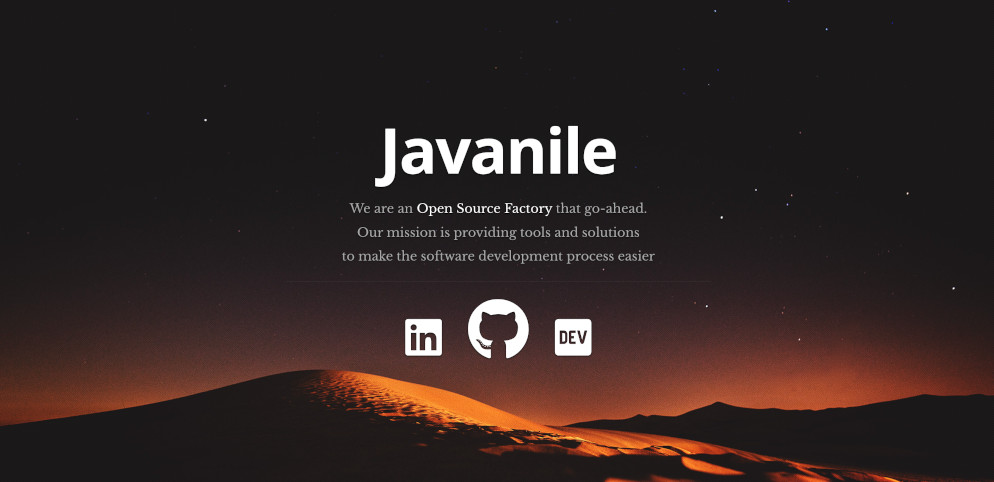 Javanile
We are an Open Source Factory that go-ahead.
Our mission is providing tools and solutions
to make the software development process easier
in
DEV